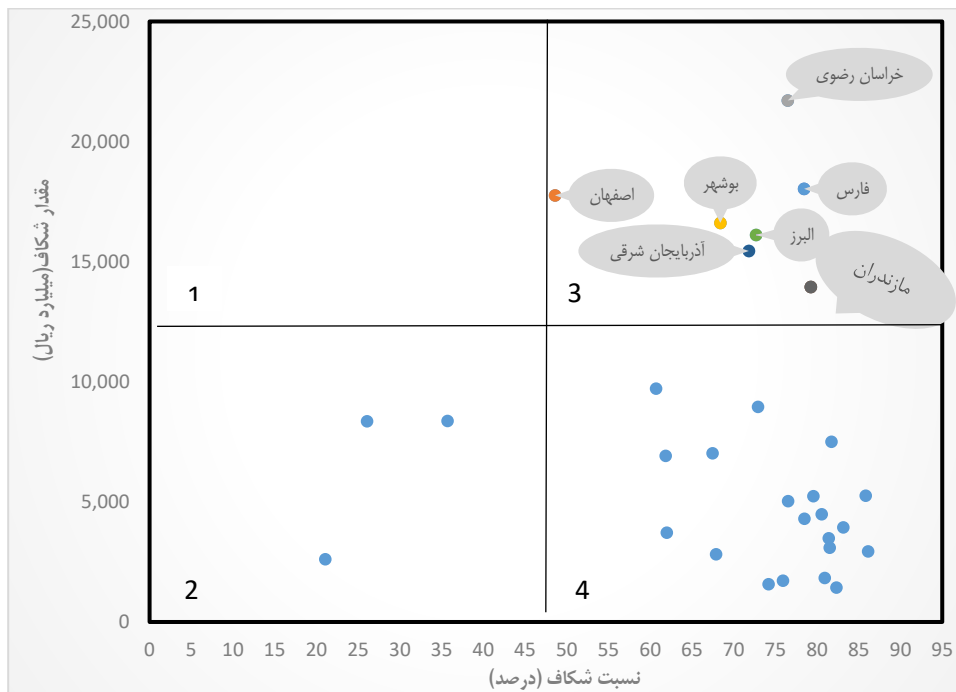 25,000
20,000
15,000
10,000
5,000
0
مقدار شکاف(میلیارد ریال)
خراسان رضوی
فارس
بوشهر
اصفهان
البرز
آذربایجان شرقی
مازندران
1
3
2
4
0 5 10 15 20 25 30 35 40 45 50 55 60 65 70 75 80 85 90 95
نسبت شکاف (درصد)